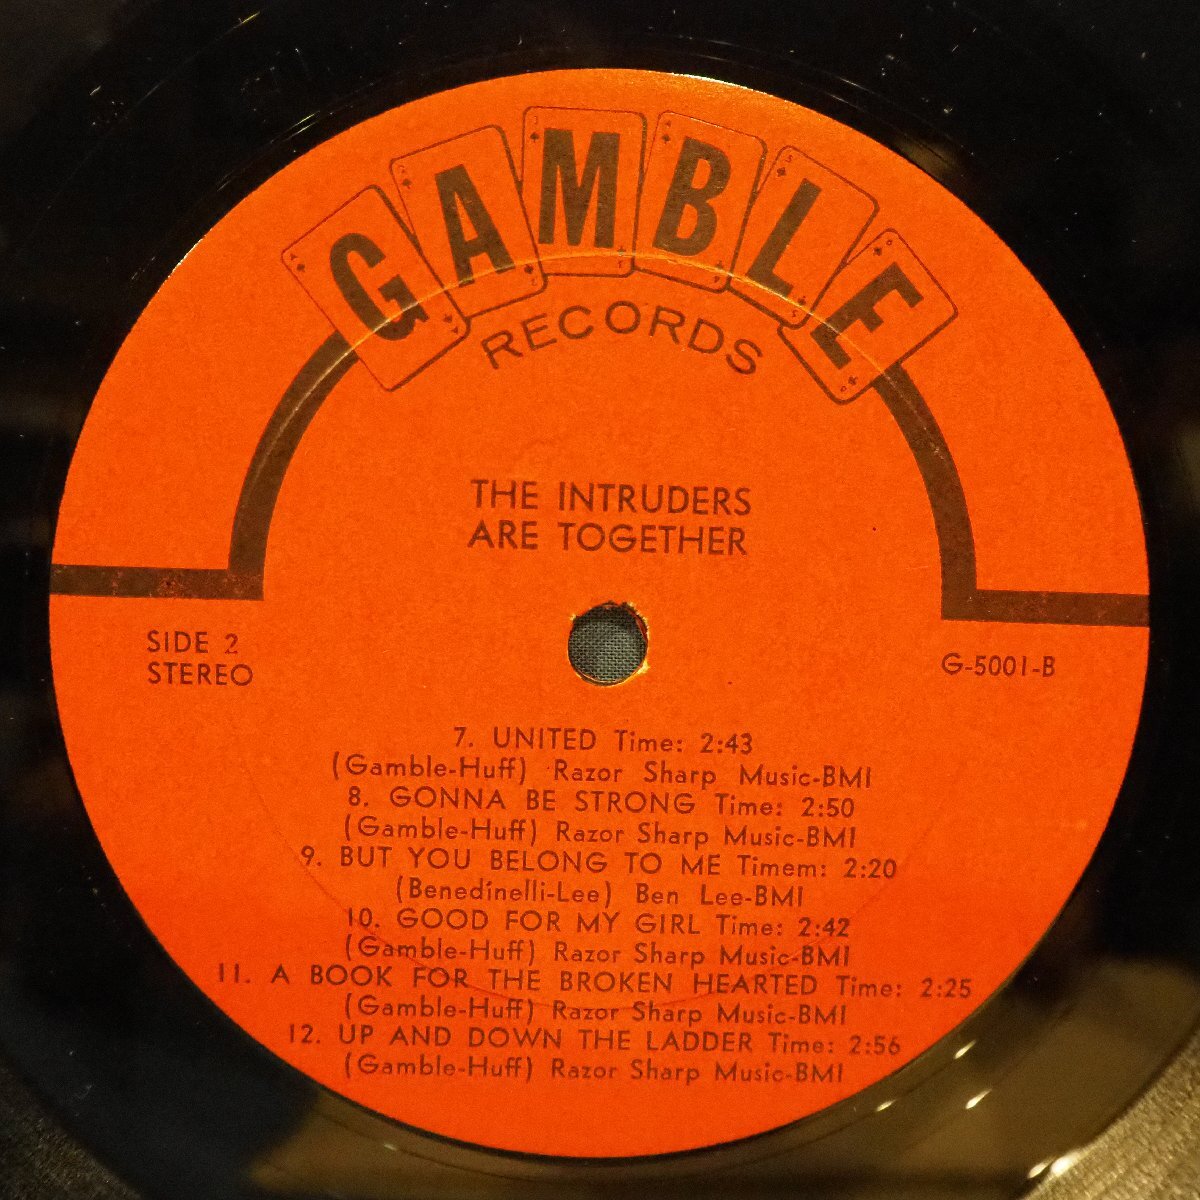 GAMBLE
RECORDS
THE INTRUDERS
ARE TOGETHER
SIDE 2
STEREO
G-5001-B
7. UNITED Time: 2:43
(Gamble-Huff) Razor Sharp Music-BMI
8. GONNA BE STRONG Time: 2:50
(Gamble-Huff) Razor Sharp Music-BMI
9. BUT YOU BELONG TO ME Timem: 2:20
(Benedinelli-Lee) Ben Lee-BMI
10. GOOD FOR MY GIRL Time: 2:42
(Gamble-Huff) Razor Sharp Music-BMI
11. A BOOK FOR THE BROKEN HEARTED Time: 2:25
(Gamble-Huff) Razor Sharp Music-BMI
12. UP AND DOWN THE LADDER Time: 2:56
(Gamble-Huff) Razor Sharp Music-BMI